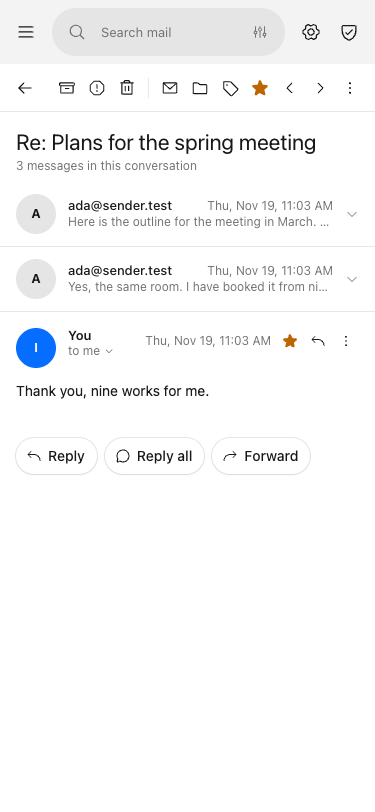 Search mail
Re: Plans for the spring meeting
3 messages in this conversation
A
ada@sender.test
Thu, Nov 19, 11:03 AM
Here is the outline for the meeting in March. ...
A
ada@sender.test
Thu, Nov 19, 11:03 AM
Yes, the same room. I have booked it from ni...
I
You
Thu, Nov 19, 11:03 AM
to me
Thank you, nine works for me.
Reply
Reply all
Forward